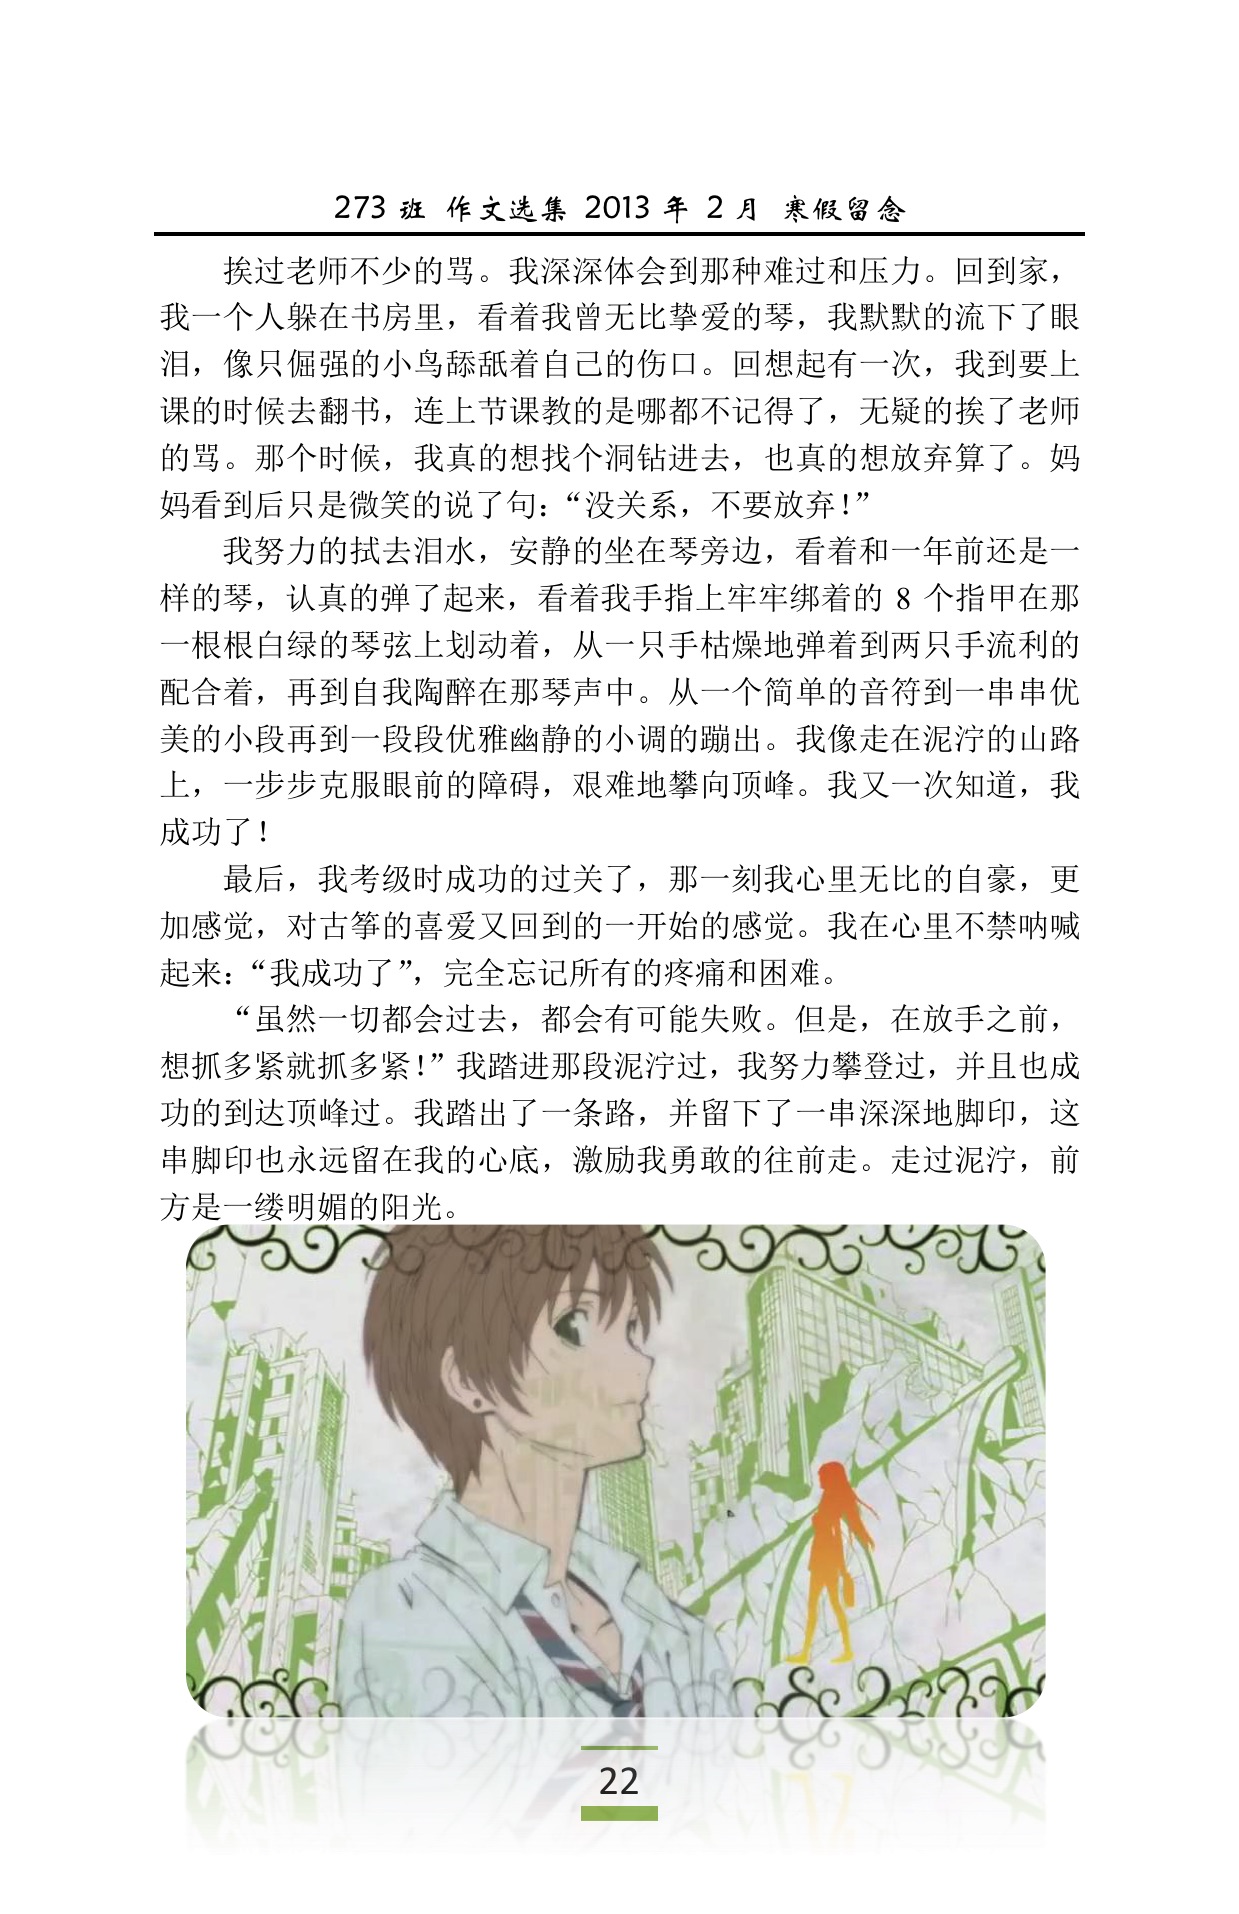 273 班 作文选集 2013 年 2 月 寒假留念
挨过老师不少的骂。我深深体会到那种难过和压力。回到家，
我一个人躲在书房里，看着我曾无比挚爱的琴，我默默的流下了眼
泪，像只倔强的小鸟舔舐着自己的伤口。回想起有一次，我到要上
课的时候去翻书，连上节课教的是哪都不记得了，无疑的挨了老师
的骂。那个时候，我真的想找个洞钻进去，也真的想放弃算了。妈
妈看到后只是微笑的说了句：“没关系，不要放弃！”
我努力的拭去泪水，安静的坐在琴旁边，看着和一年前还是一
样的琴，认真的弹了起来，看着我手指上牢牢绑着的 8 个指甲在那
一根根白绿的琴弦上划动着，从一只手枯燥地弹着到两只手流利的
配合着，再到自我陶醉在那琴声中。从一个简单的音符到一串串优
美的小段再到一段段优雅幽静的小调的蹦出。我像走在泥泞的山路
上，一步步克服眼前的障碍，艰难地攀向顶峰。我又一次知道，我
成功了！
最后，我考级时成功的过关了，那一刻我心里无比的自豪，更
加感觉，对古筝的喜爱又回到的一开始的感觉。我在心里不禁呐喊
起来：“我成功了”，完全忘记所有的疼痛和困难。
“虽然一切都会过去，都会有可能失败。但是，在放手之前，
想抓多紧就抓多紧！”我踏进那段泥泞过，我努力攀登过，并且也成
功的到达顶峰过。我踏出了一条路，并留下了一串深深地脚印，这
串脚印也永远留在我的心底，激励我勇敢的往前走。走过泥泞，前
方是一缕明媚的阳光。
22